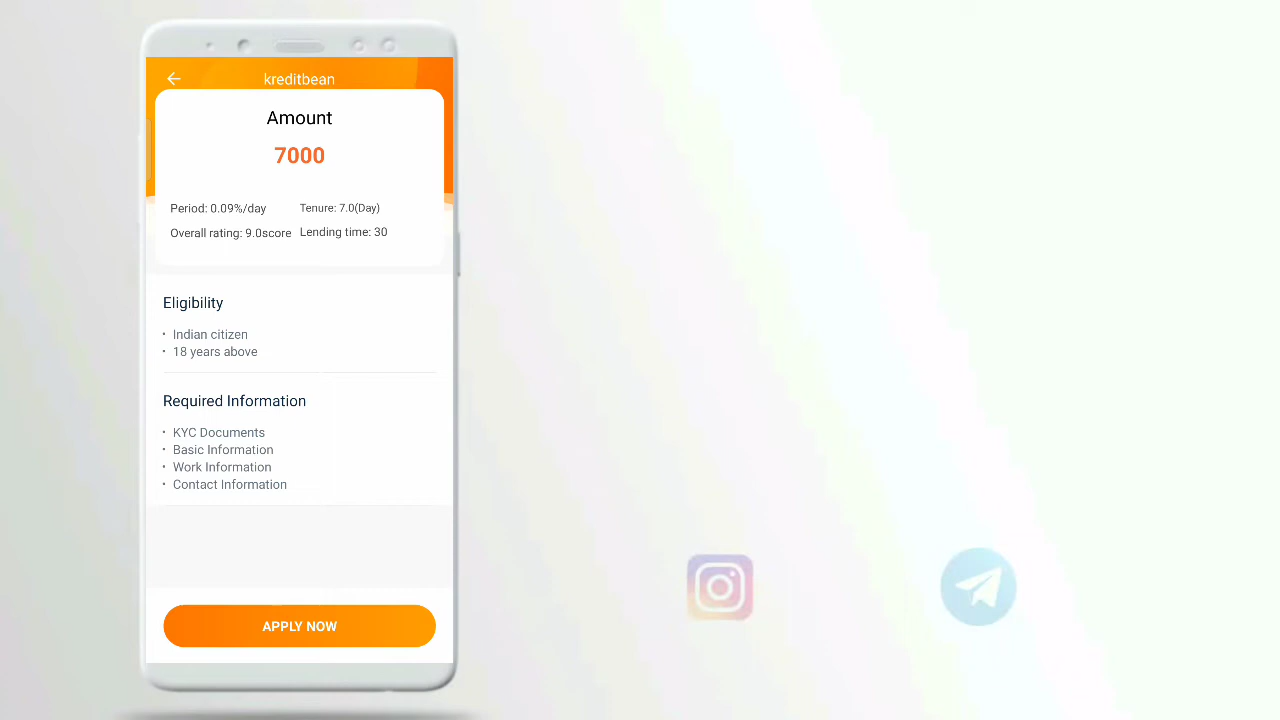 kreditbean
Amount
7000
Period: 0.09%/day Tenure: 7.0(Day)
Overall rating: 9.0score Lending time: 30
Eligibility
• Indian citizen
• 18 years above
Required Information
• KYC Documents
• Basic Information
• Work Information
• Contact Information
APPLY NOW